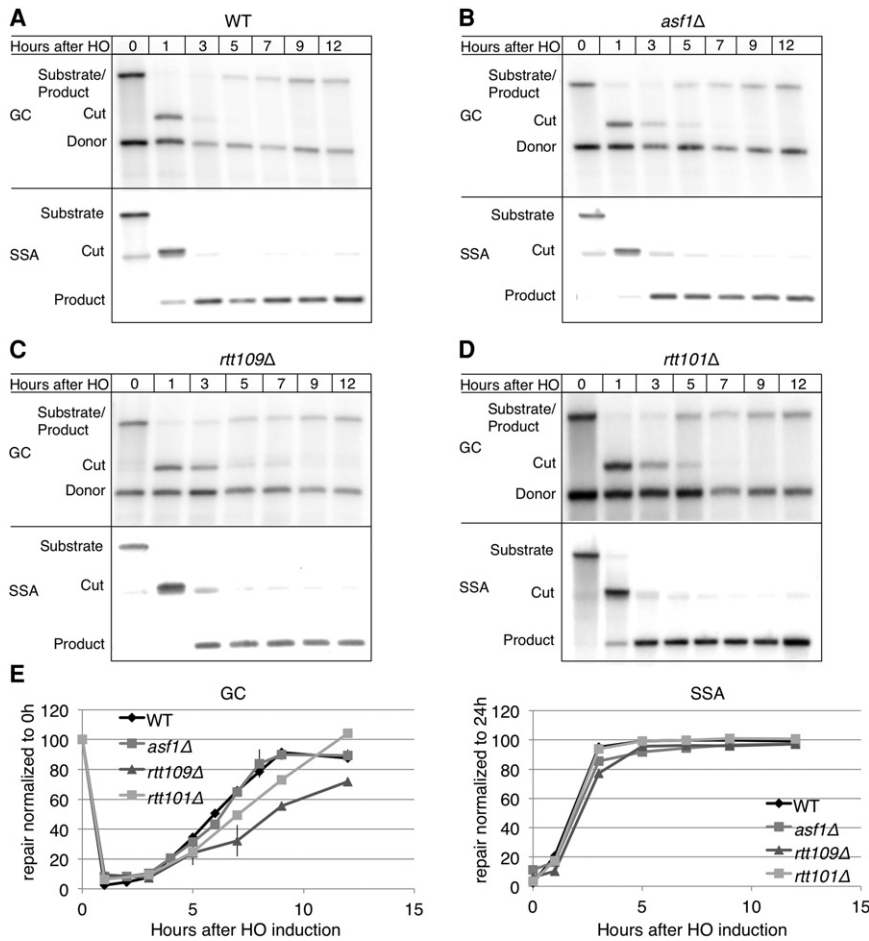 A
WT
Hours after HO 0 1 3 5 7 9 12
Substrate/
Product
GC
Cut
Donor
Substrate
SSA
Cut
Product
B
asf1Δ
Hours after HO 0 1 3 5 7 9 12
Substrate/
Product
GC
Cut
Donor
Substrate
SSA
Cut
Product
C
rtt109Δ
Hours after HO 0 1 3 5 7 9 12
Substrate/
Product
GC
Cut
Donor
Substrate
SSA
Cut
Product
D
rtt101Δ
Hours after HO 0 1 3 5 7 9 12
Substrate/
Product
GC
Cut
Donor
Substrate
SSA
Cut
Product
E
GC
repair normalized to 0h
120
100
80
60
40
20
0
WT
asf1Δ
rtt109Δ
rtt101Δ
0 5 10 15
Hours after HO induction
SSA
repair normalized to 24h
120
100
80
60
40
20
0
WT
asf1Δ
rtt109Δ
rtt101Δ
0 5 10 15
Hours after HO induction